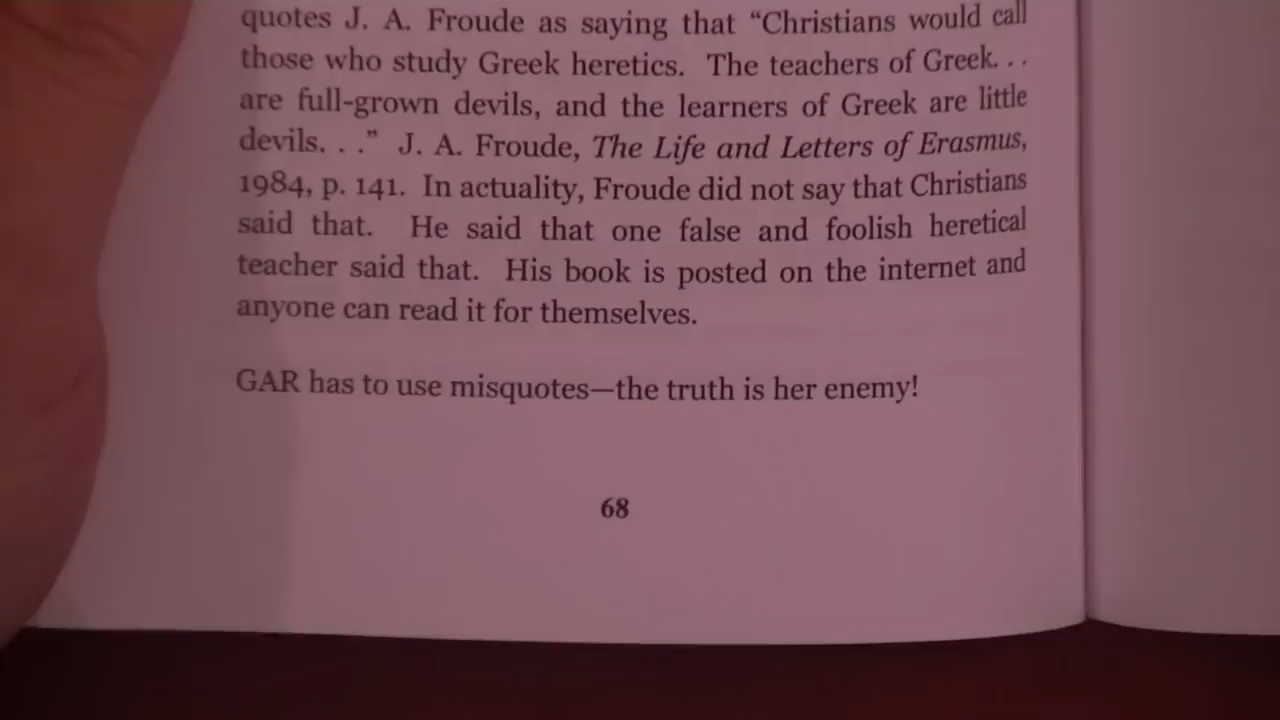 quotes J. A. Froude as saying that “Christians would call
those who study Greek heretics. The teachers of Greek. . .
are full-grown devils, and the learners of Greek are little
devils. . .” J. A. Froude, The Life and Letters of Erasmus,
1984, p. 141. In actuality, Froude did not say that Christians
said that. He said that one false and foolish heretical
teacher said that. His book is posted on the internet and
anyone can read it for themselves.
GAR has to use misquotes—the truth is her enemy!
68